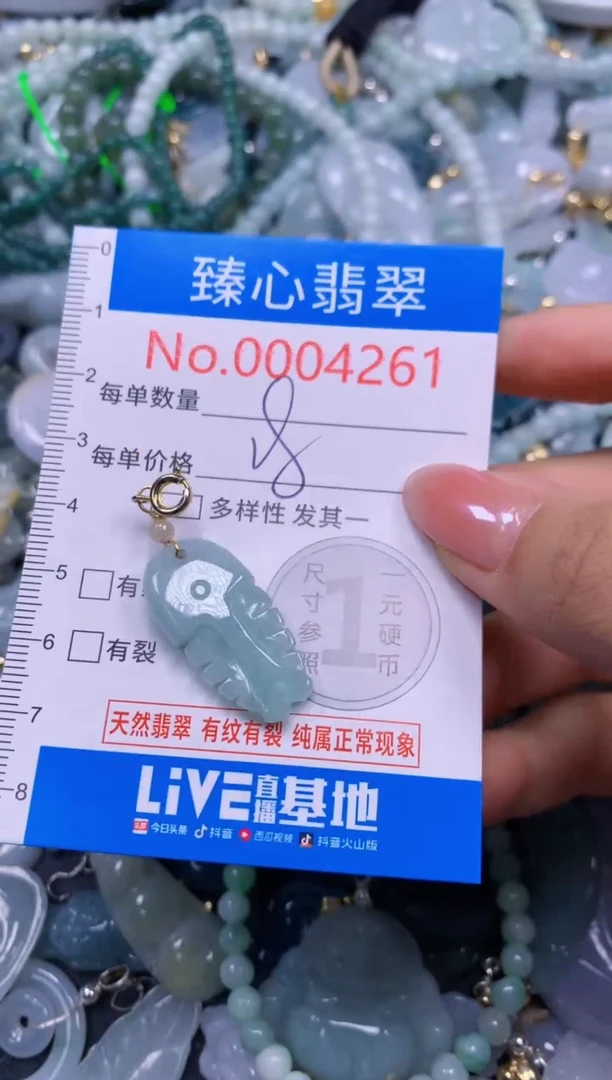 0
臻心翡翠
1
No.0004261
2
每单数量
3
每单价格
4
多样性 发其一
5
有
尺寸参照
1
一元硬币
6
有裂
7
天然翡翠 有纹有裂 纯属正常现象
8
LiVE直播基地
今日头条 抖音 西瓜视频 抖音火山版